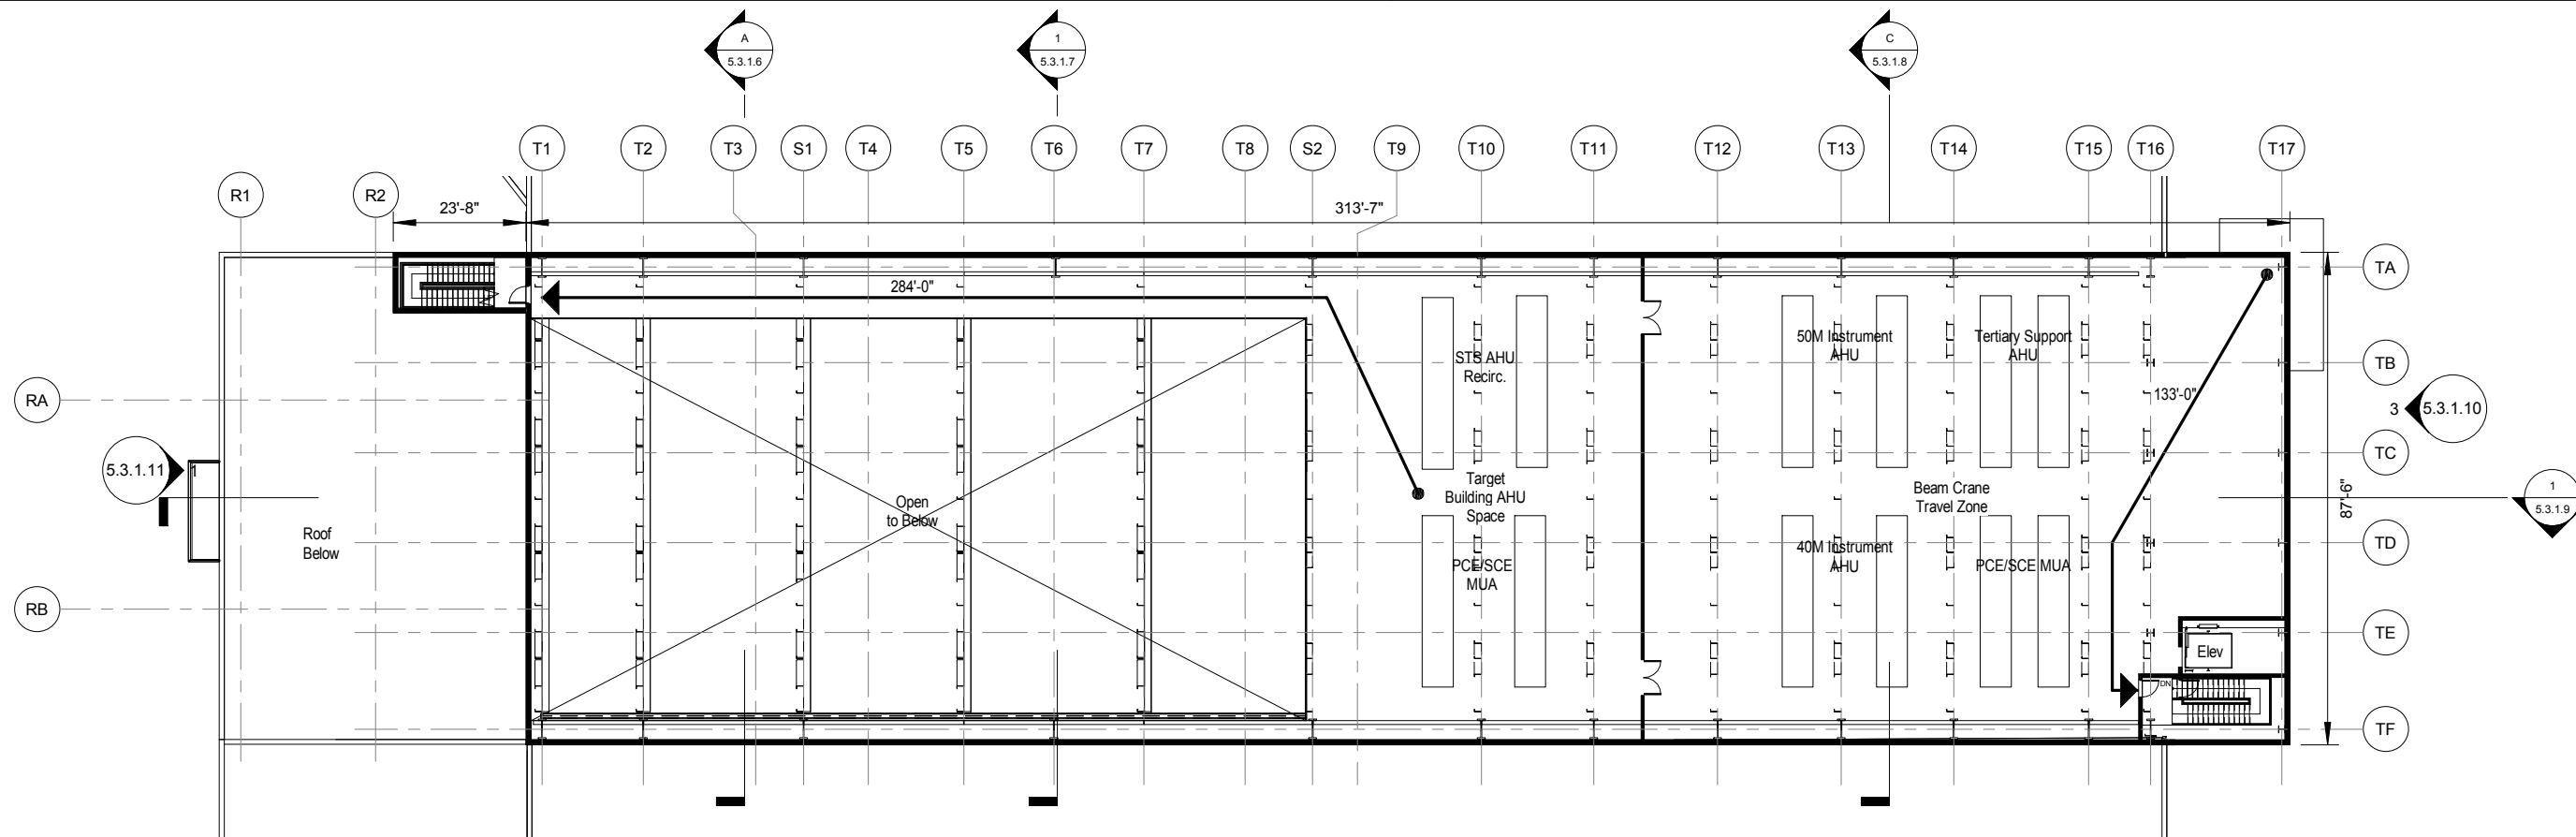 A
5.3.1.6
1
5.3.1.7
C
5.3.1.8
T1
T2
T3
S1
T4
T5
T6
T7
T8
S2
T9
T10
T11
T12
T13
T14
T15
T16
T17
R1
R2
23'-8"
313'-7"
TA
284'-0"
50M Instrument
AHU
Tertiary Support
AHU
STS AHU
Recirc.
TB
133'-0"
RA
3
5.3.1.10
TC
5.3.1.11
1
Target
Building AHU
Space
Beam Crane
Travel Zone
87'-6"
1
5.3.1.9
Open
to Below
Roof
Below
TD
40M Instrument
AHU
PCE/SCE MUA
PCE/SCE
MUA
RB
TE
Elev
DN
TF